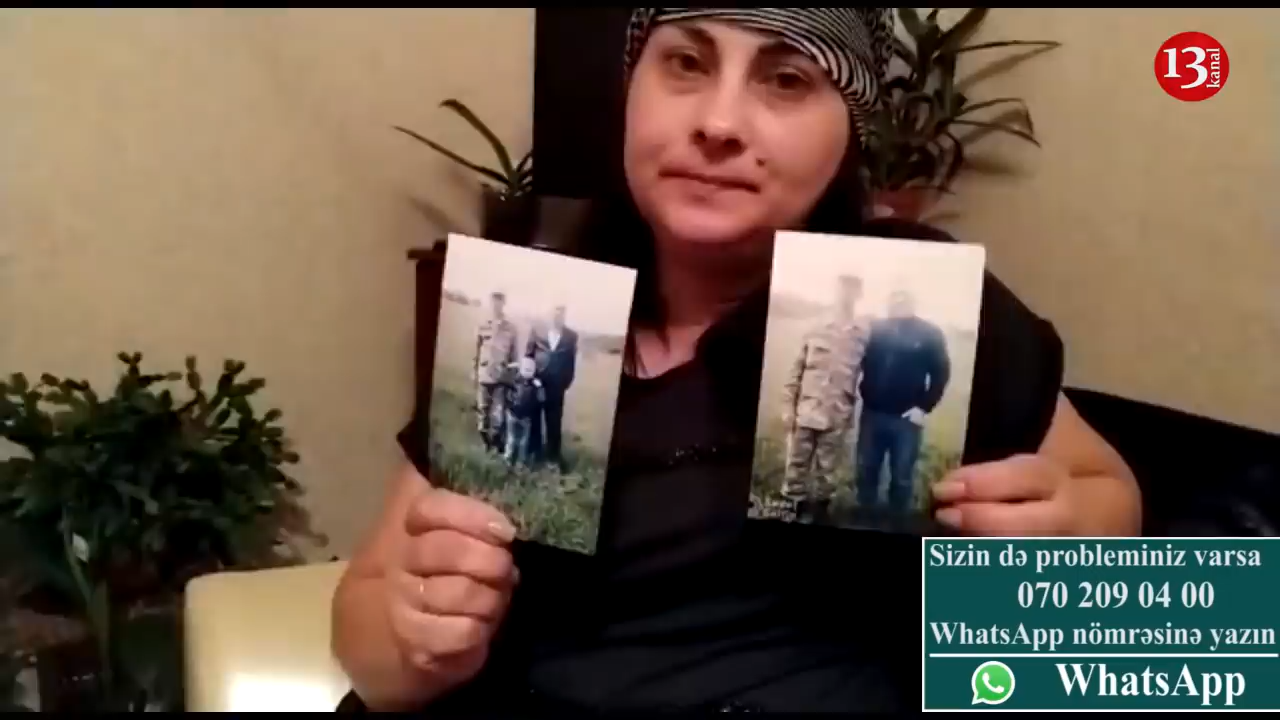 13
kanal
Sizin də probleminiz varsa
070 209 04 00
WhatsApp nömrəsinə yazın
WhatsApp